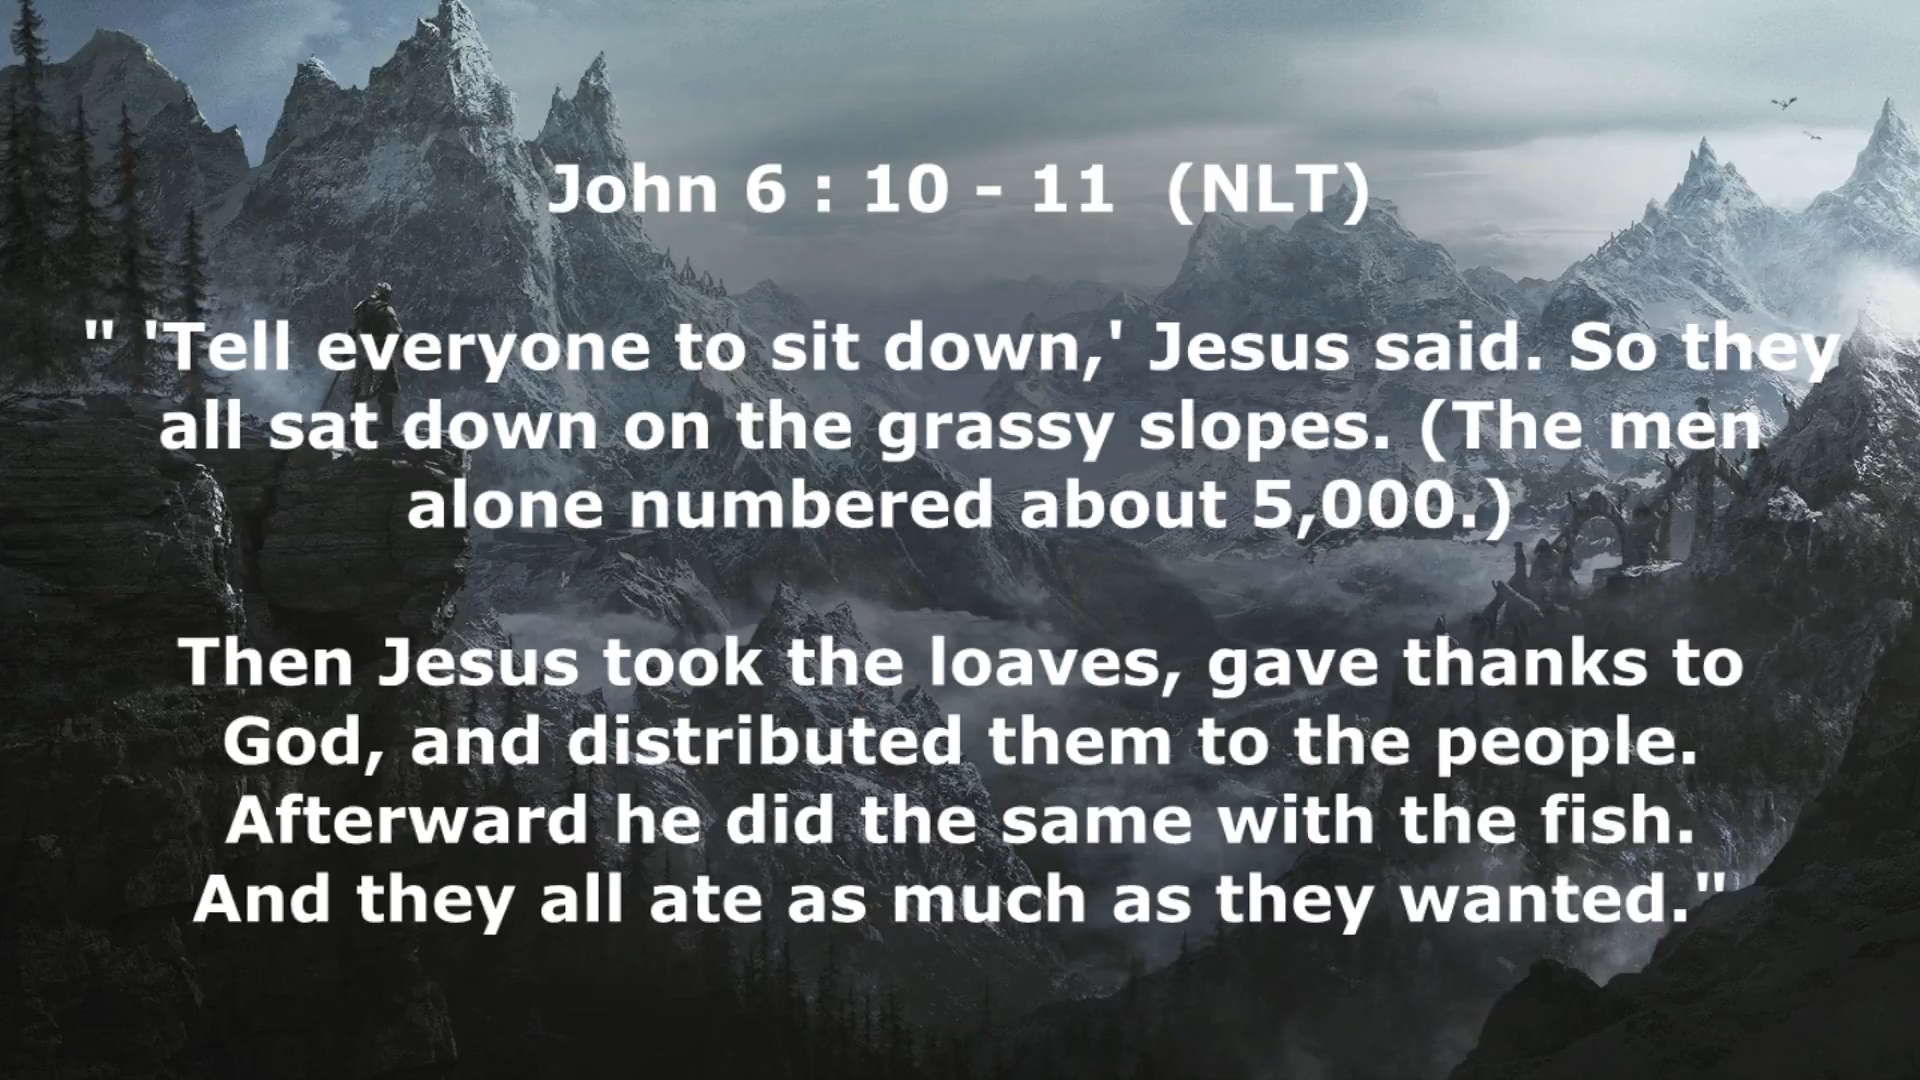 John 6 : 10 - 11 (NLT)
" 'Tell everyone to sit down,' Jesus said. So they
all sat down on the grassy slopes. (The men
alone numbered about 5,000.)
Then Jesus took the loaves, gave thanks to
God, and distributed them to the people.
Afterward he did the same with the fish.
And they all ate as much as they wanted."